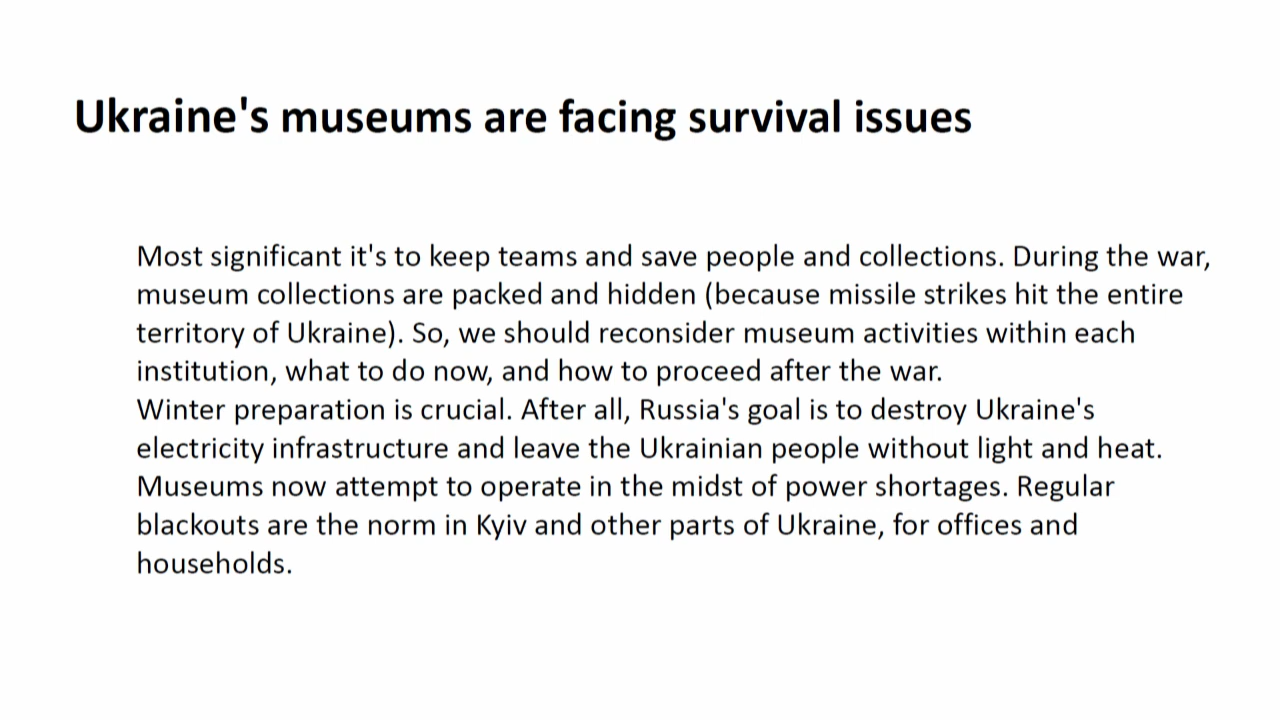 Ukraine's museums are facing survival issues
Most significant it's to keep teams and save people and collections. During the war,
museum collections are packed and hidden (because missile strikes hit the entire
territory of Ukraine). So, we should reconsider museum activities within each
institution, what to do now, and how to proceed after the war.
Winter preparation is crucial. After all, Russia's goal is to destroy Ukraine's
electricity infrastructure and leave the Ukrainian people without light and heat.
Museums now attempt to operate in the midst of power shortages. Regular
blackouts are the norm in Kyiv and other parts of Ukraine, for offices and
households.